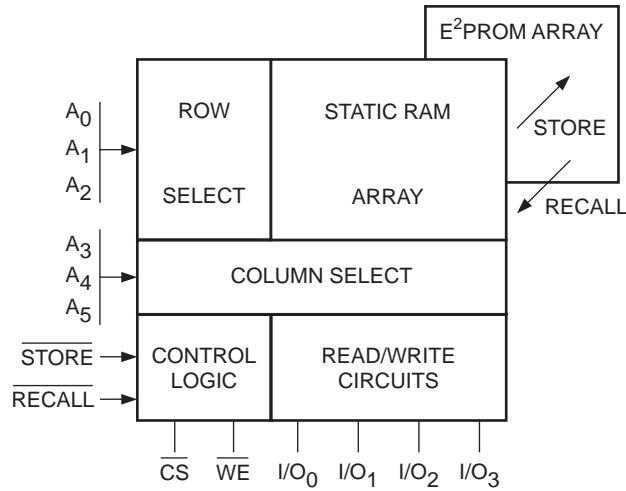 E²PROM ARRAY
A₀
ROW
STATIC RAM
STORE
A₁
A₂
SELECT
ARRAY
RECALL
A₃
A₄
COLUMN SELECT
A₅
STORE
CONTROL
LOGIC
READ/WRITE
CIRCUITS
RECALL
CS
WE
I/O₀
I/O₁
I/O₂
I/O₃